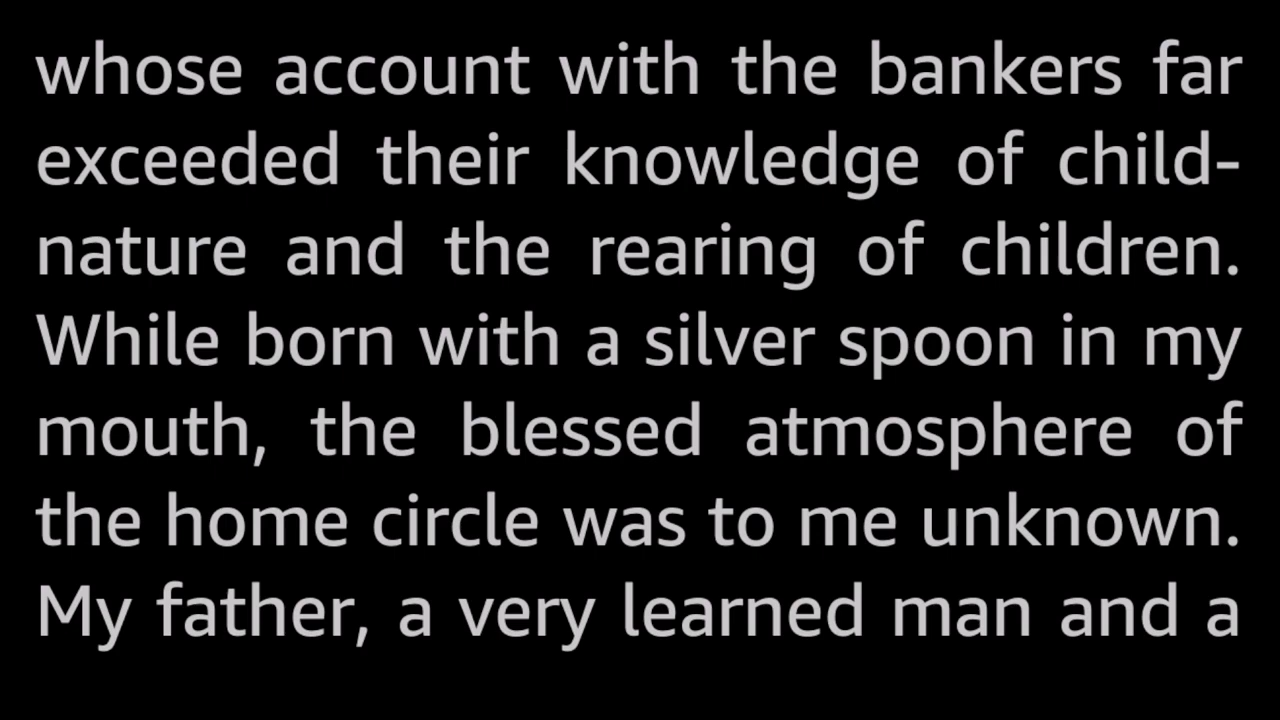 whose account with the bankers far
exceeded their knowledge of child-
nature and the rearing of children.
While born with a silver spoon in my
mouth, the blessed atmosphere of
the home circle was to me unknown.
My father, a very learned man and a